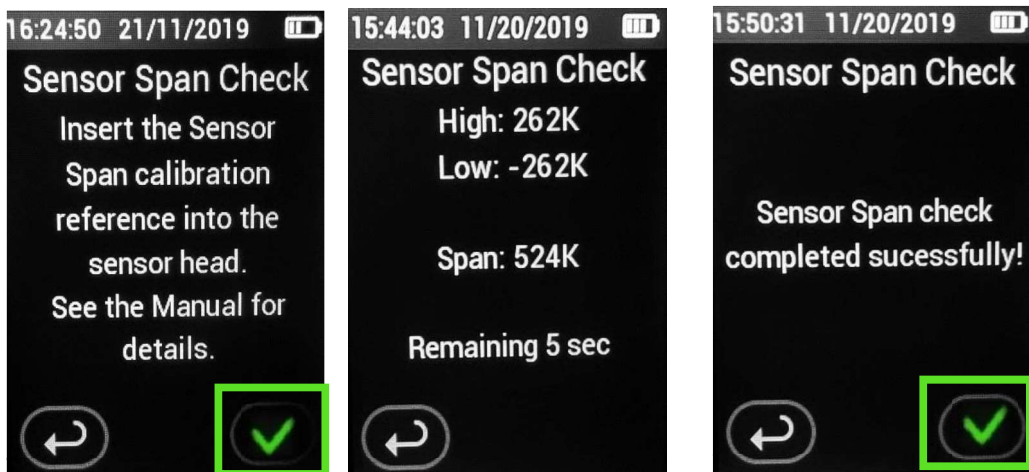 16:24:50 21/11/2019
Sensor Span Check
Insert the Sensor
Span calibration
reference into the
sensor head.
See the Manual for
details.
15:44:03 11/20/2019
Sensor Span Check
High: 262K
Low: -262K
Span: 524K
Remaining 5 sec
15:50:31 11/20/2019
Sensor Span Check
Sensor Span check
completed sucessfully!